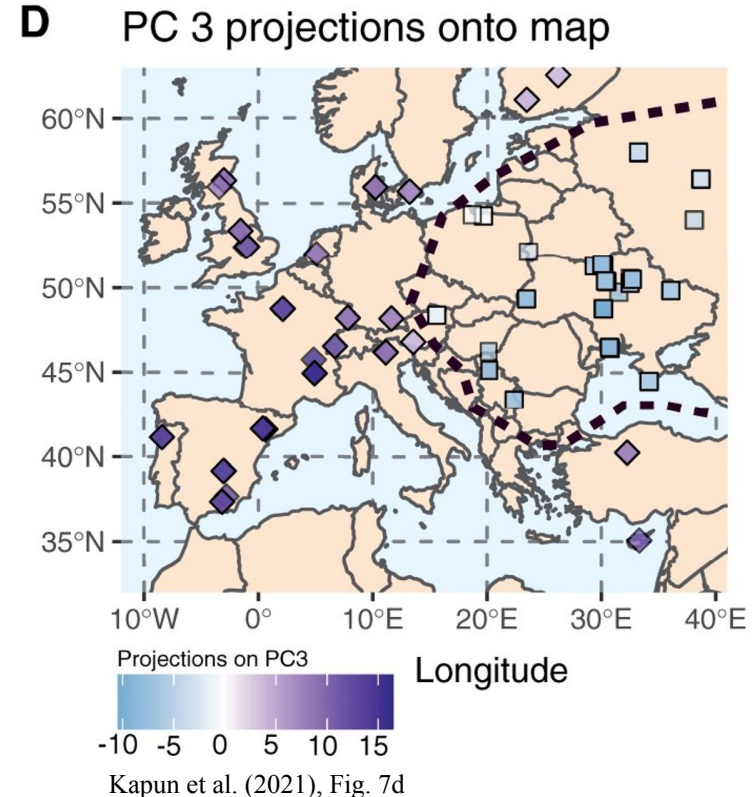 D PC 3 projections onto map
60°N
55°N
50°N
45°N
40°N
35°N
10°W 0° 10°E 20°E 30°E 40°E
Projections on PC3
Longitude
-10 -5 0 5 10 15
Kapun et al. (2021), Fig. 7d